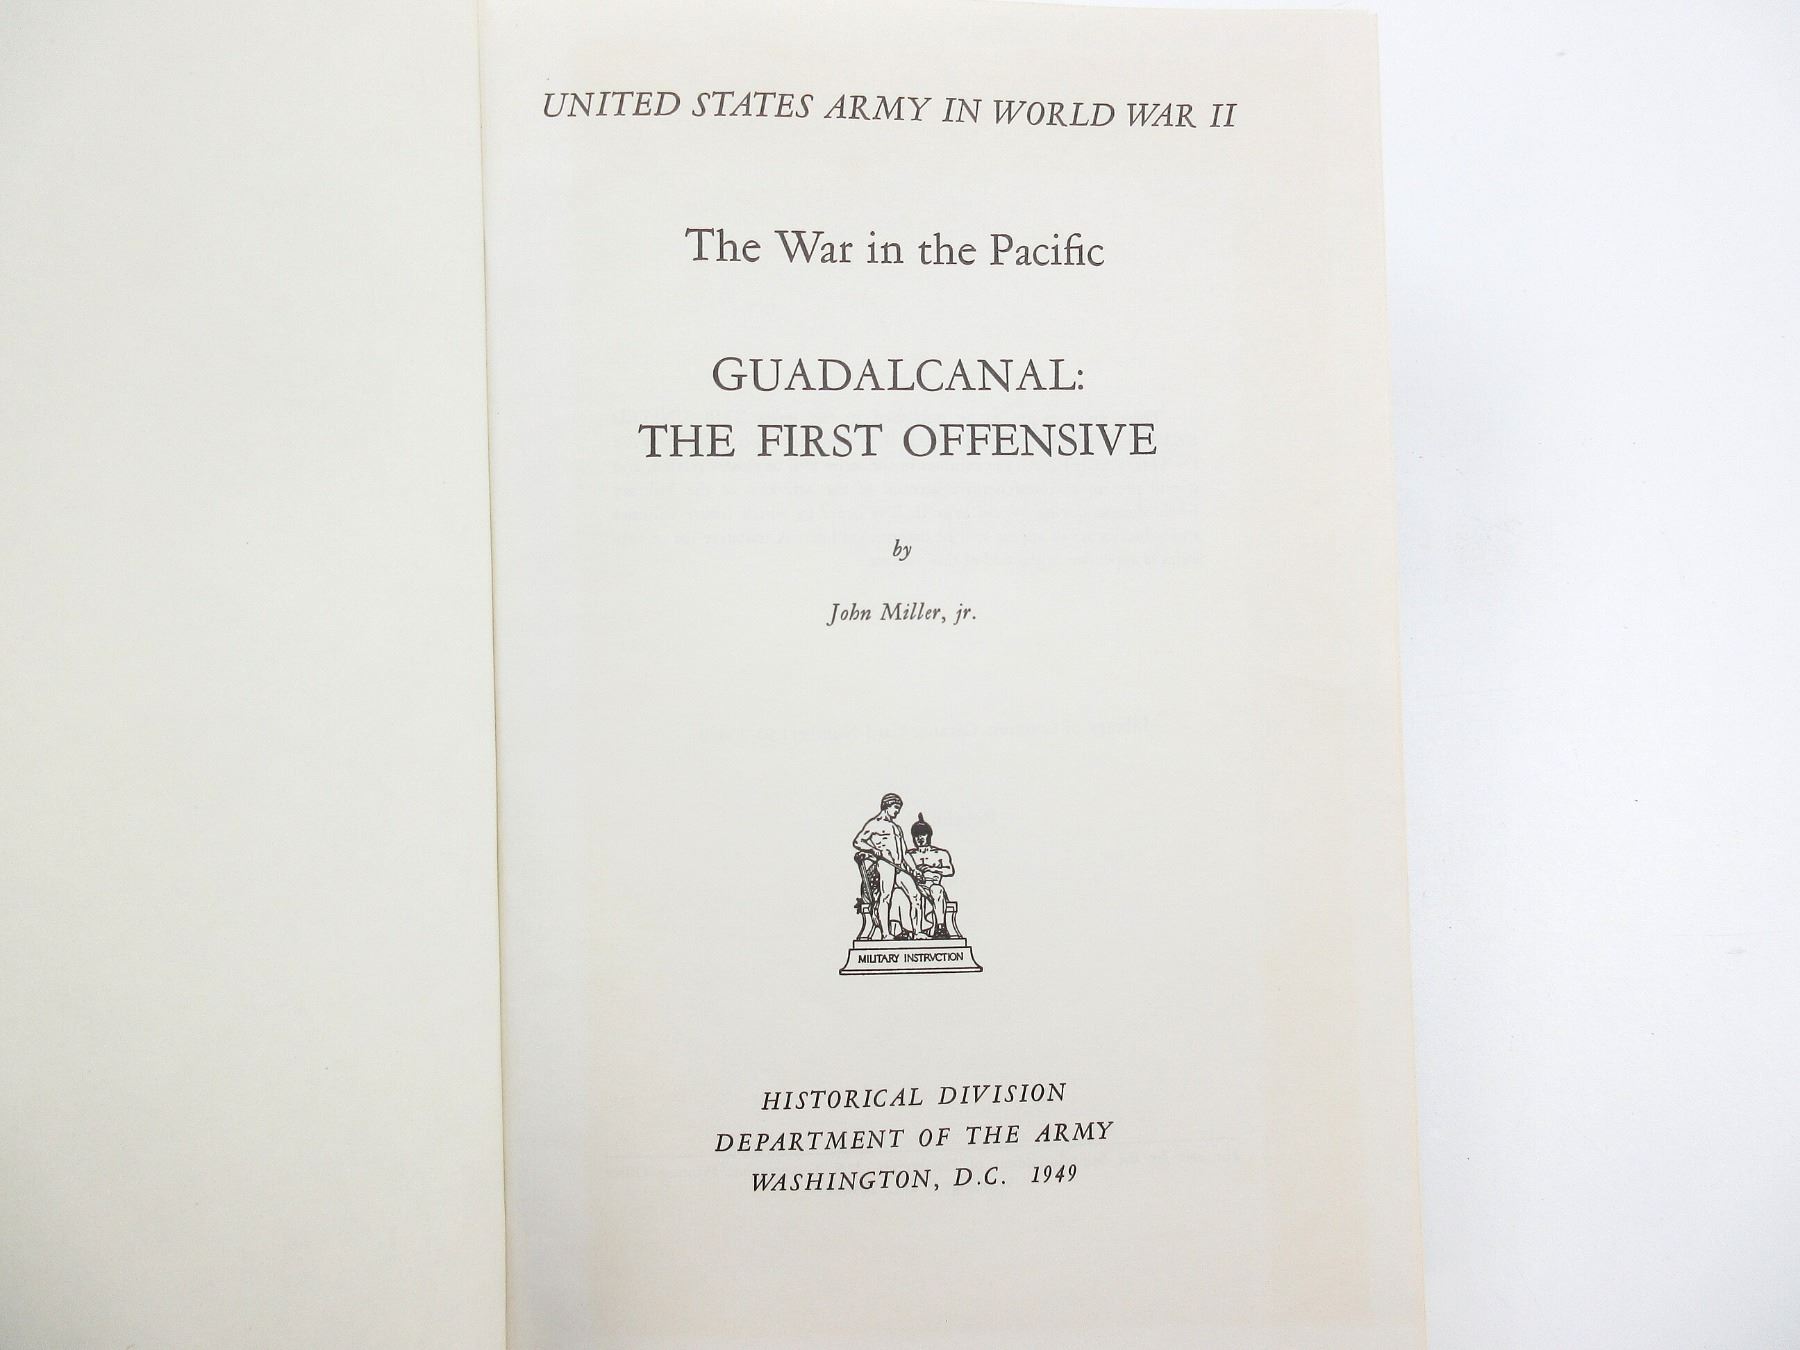 UNITED STATES ARMY IN WORLD WAR II
The War in the Pacific
GUADALCANAL:
THE FIRST OFFENSIVE
by
John Miller, jr.
MILITARY INSTRVCTION
HISTORICAL DIVISION
DEPARTMENT OF THE ARMY
WASHINGTON, D.C. 1949